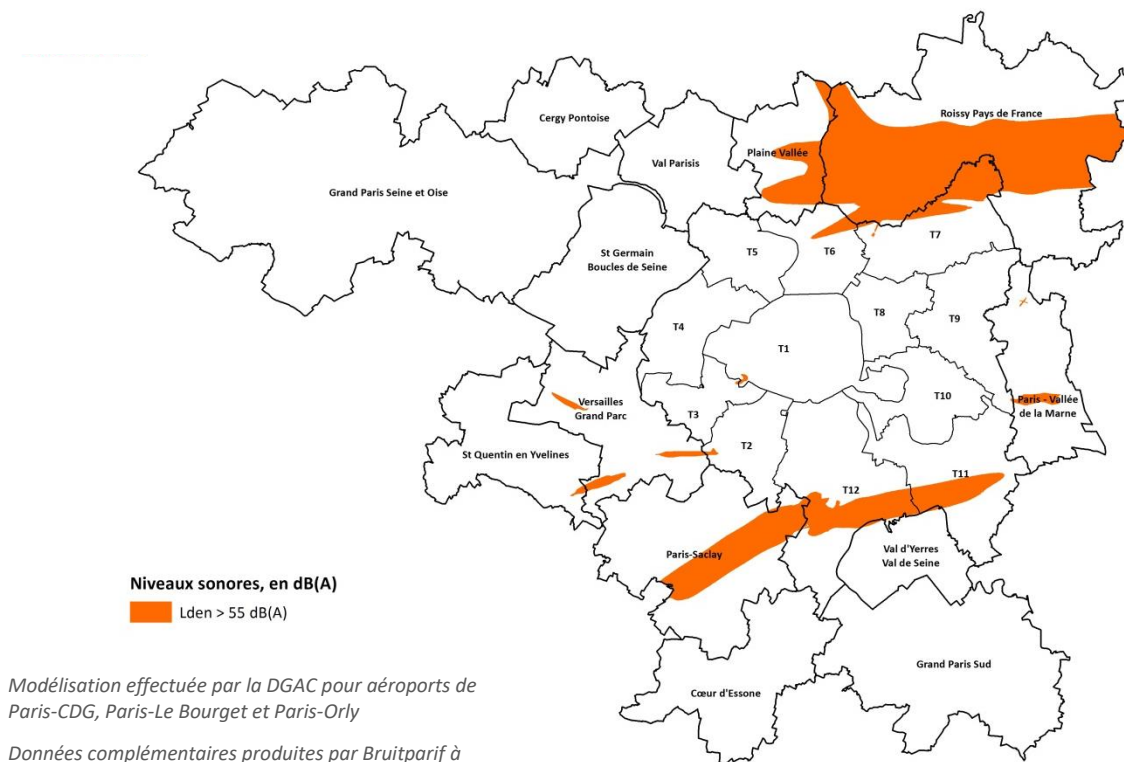 Cergy Pontoise
Roissy Pays de France
Plaine Vallée
Val Parisis
Grand Paris Seine et Oise
T7
T5
T6
St Germain
Boucles de Seine
T8
T9
T4
T1
Paris - Vallée
de la Marne
T10
Versailles
Grand Parc
T3
T2
St Quentin en Yvelines
T11
T12
Paris-Saclay
Val d'Yerres
Val de Seine
Niveaux sonores, en dB(A)
Lden > 55 dB(A)
Grand Paris Sud
Cœur d'Essone
Modélisation effectuée par la DGAC pour aéroports de
Paris-CDG, Paris-Le Bourget et Paris-Orly
Données complémentaires produites par Bruitparif à